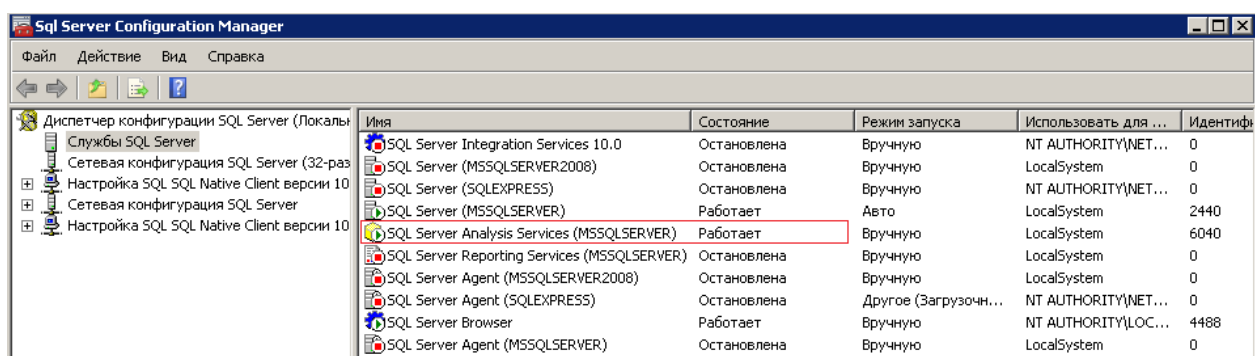 Sql Server Configuration Manager
Файл Действие Вид Справка
Диспетчер конфигурации SQL Server (Локальн
Службы SQL Server
Сетевая конфигурация SQL Server (32-раз
Настройка SQL SQL Native Client версии 10
Сетевая конфигурация SQL Server
Настройка SQL SQL Native Client версии 10
Имя Состояние Режим запуска Использовать для ... Идентифи
SQL Server Integration Services 10.0 Остановлена Вручную NT AUTHORITY\NET... 0
SQL Server (MSSQLSERVER2008) Остановлена Вручную LocalSystem 0
SQL Server (SQLEXPRESS) Остановлена Вручную NT AUTHORITY\NET... 0
SQL Server (MSSQLSERVER) Работает Авто LocalSystem 2440
SQL Server Analysis Services (MSSQLSERVER) Работает Вручную LocalSystem 6040
SQL Server Reporting Services (MSSQLSERVER) Остановлена Вручную LocalSystem 0
SQL Server Agent (MSSQLSERVER2008) Остановлена Вручную LocalSystem 0
SQL Server Agent (SQLEXPRESS) Остановлена Другое (Загрузочн... NT AUTHORITY\NET... 0
SQL Server Browser Работает Вручную NT AUTHORITY\LOC... 4488
SQL Server Agent (MSSQLSERVER) Остановлена Вручную LocalSystem 0